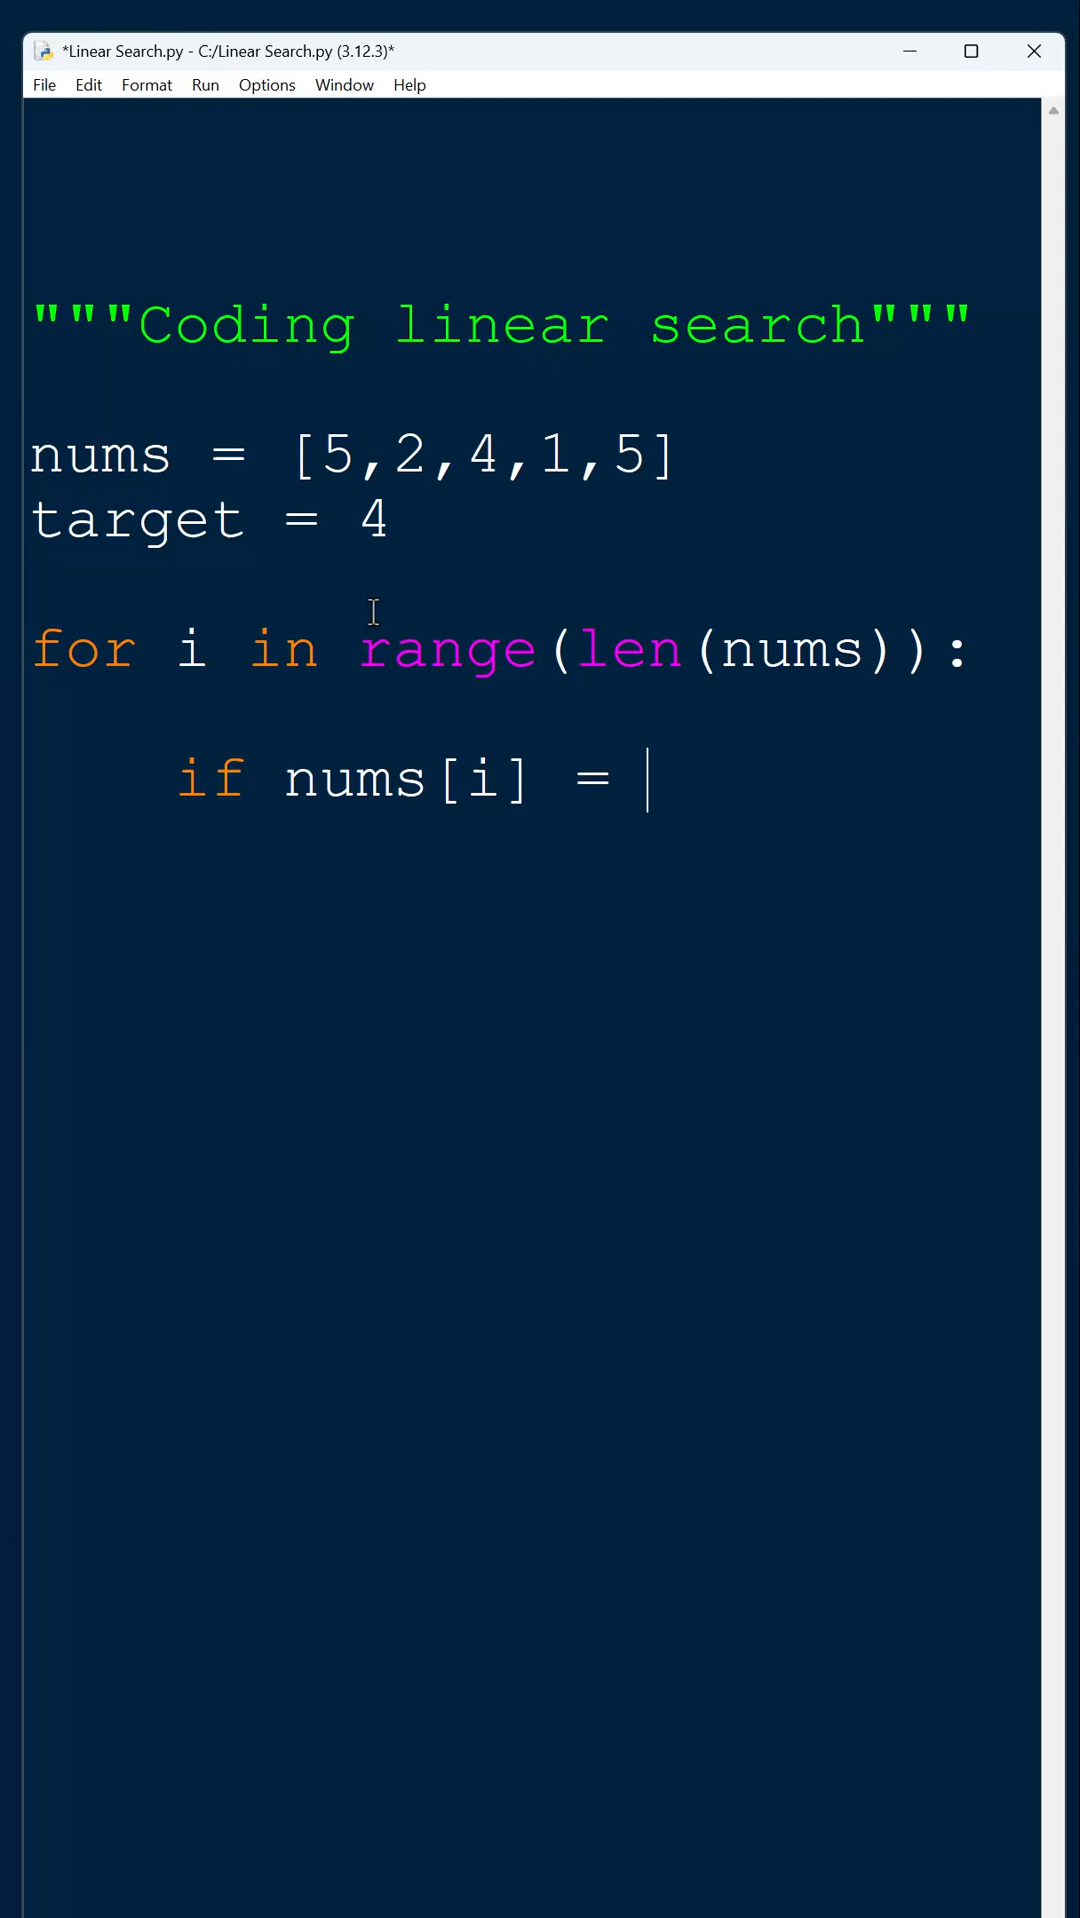 *Linear Search.py - C:/Linear Search.py (3.12.3)*
File Edit Format Run Options Window Help
"""Coding linear search"""
nums = [5,2,4,1,5]
target = 4
for i in range(len(nums)):
    if nums[i] =